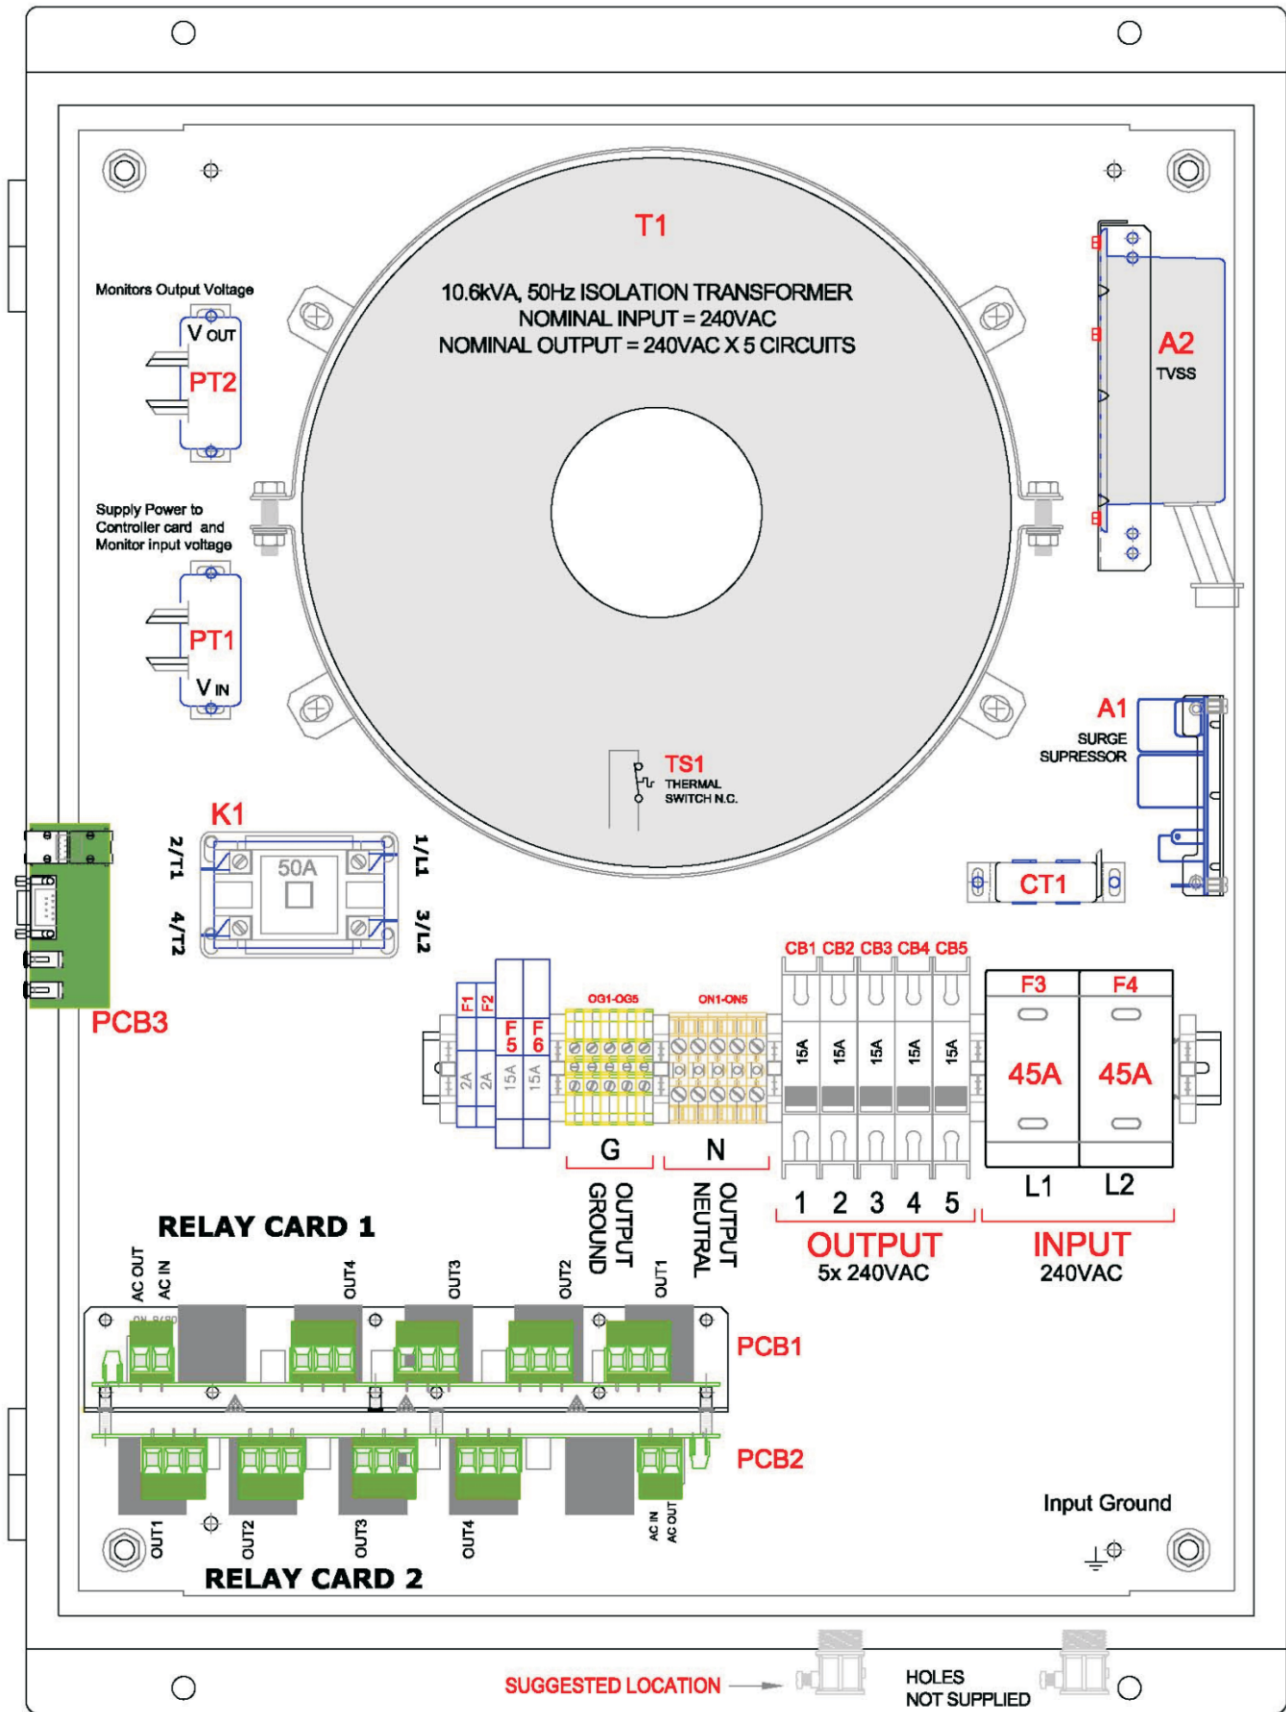 T1
10.6kVA, 50Hz ISOLATION TRANSFORMER
NOMINAL INPUT = 240VAC
NOMINAL OUTPUT = 240VAC X 5 CIRCUITS
Monitors Output Voltage
V OUT
PT2
A2
TVSS
Supply Power to
Controller card and
Monitor input voltage
PT1
V IN
A1
SURGE
SUPRESSOR
TS1
THERMAL
SWITCH N.C.
K1
2/T1
1/L1
50A
4/T2
3/L2
CT1
PCB3
CB1 CB2 CB3 CB4 CB5
F3 F4
F1 F2
F5 F6
OG1-OG5
ON1-ON5
2A 2A 15A 15A
15A 15A 15A 15A 15A
45A 45A
G
N
OUTPUT
GROUND
OUTPUT
NEUTRAL
1 2 3 4 5
L1 L2
OUTPUT
5x 240VAC
INPUT
240VAC
RELAY CARD 1
AC OUT
AC IN
OUT4
OUT3
OUT2
OUT1
PCB1
PCB2
OUT1
OUT2
OUT3
OUT4
AC IN
AC OUT
RELAY CARD 2
Input Ground
SUGGESTED LOCATION
HOLES
NOT SUPPLIED